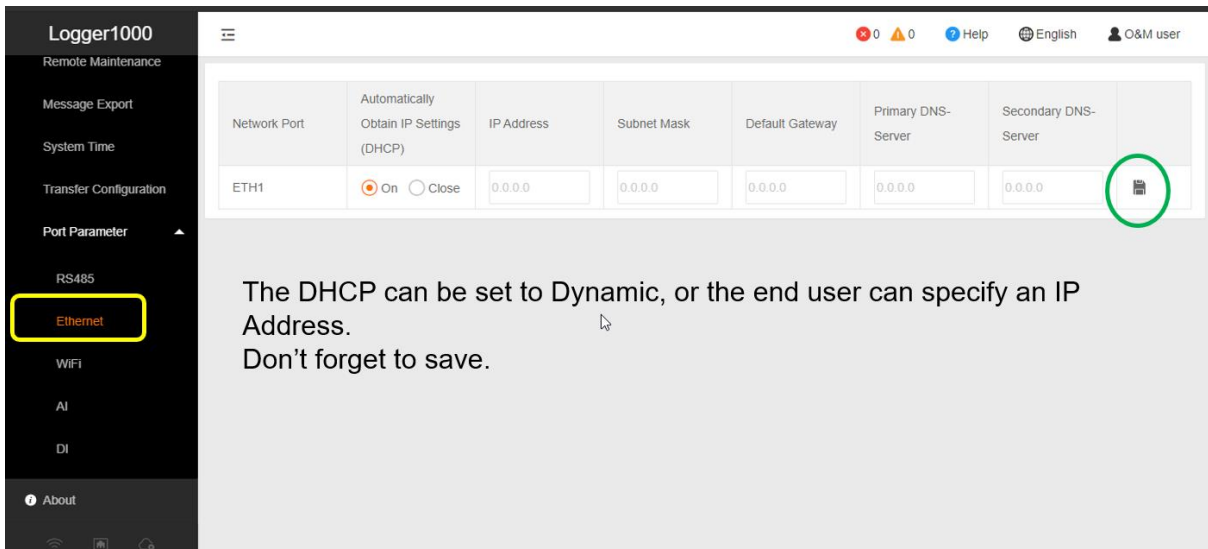 Logger1000
0 0 Help English O&M user
Remote Maintenance
Message Export
System Time
Transfer Configuration
Port Parameter
RS485
Ethernet
WiFi
AI
DI
About
Network Port
Automatically
Obtain IP Settings
(DHCP)
IP Address
Subnet Mask
Default Gateway
Primary DNS-
Server
Secondary DNS-
Server
ETH1
On Close
0.0.0.0
0.0.0.0
0.0.0.0
0.0.0.0
0.0.0.0
The DHCP can be set to Dynamic, or the end user can specify an IP
Address.
Don’t forget to save.